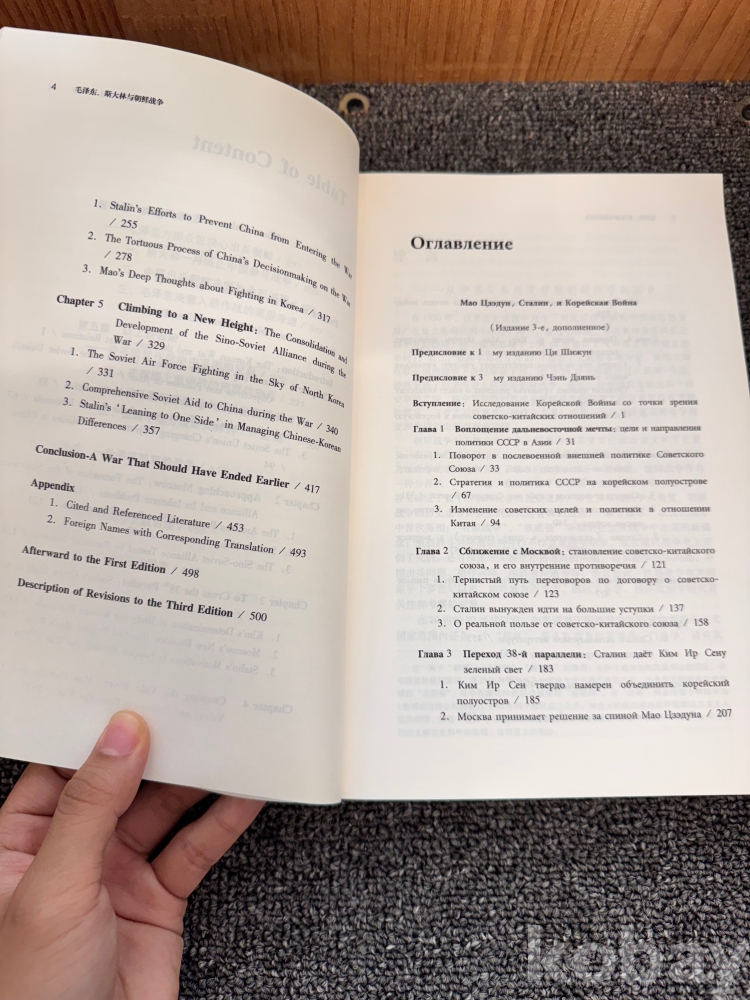 4 毛泽东、斯大林与朝鲜战争
1. Stalin's Efforts to Prevent China from Entering the War
/ 255
2. The Tortuous Process of China's Decisionmaking on the War
/ 278
3. Mao's Deep Thoughts about Fighting in Korea / 317
Chapter 5 Climbing to a New Height: The Consolidation and
Development of the Sino-Soviet Alliance during the
War / 329
1. The Soviet Air Force Fighting in the Sky of North Korea
/ 331
2. Comprehensive Soviet Aid to China during the War / 340
3. Stalin's 'Leaning to One Side' in Managing Chinese-Korean
Differences / 357
Conclusion-A War That Should Have Ended Earlier / 417
Appendix
1. Cited and Referenced Literature / 453
2. Foreign Names with Corresponding Translation / 493
Afterward to the First Edition / 498
Description of Revisions to the Third Edition / 500
Оглавление
Мао Цзэдун, Сталин, и Корейская Война
(Издание 3-е, дополненное)
Предисловие к 1 му изданию Ци Шижун
Предисловие к 3 му изданию Чэнь Дзянь
Вступление: Исследование Корейской Войны со точки зрения
советско-китайских отношений / 1
Глава 1 Воплощение дальневосточной мечты: цели и направления
политики СССР в Азии / 31
1. Поворот в послевоенной внешней политике Советского
Союза / 33
2. Стратегия и политика СССР на корейском полуострове
/ 67
3. Изменение советских целей и политики в отношении
Китая / 94
Глава 2 Сближение с Москвой: становление советско-китайского
союза, и его внутренние противоречия / 121
1. Тернистый путь переговоров по договору о советско-
китайском союзе / 123
2. Сталин вынужден идти на большие уступки / 137
3. О реальной пользе от советско-китайского союза / 158
Глава 3 Переход 38-й параллели: Сталин даёт Ким Ир Сену
зеленый свет / 183
1. Ким Ир Сен твердо намерен объединить корейский
полуостров / 185
2. Москва принимает решение за спиной Мао Цзэдуна / 207
kebay